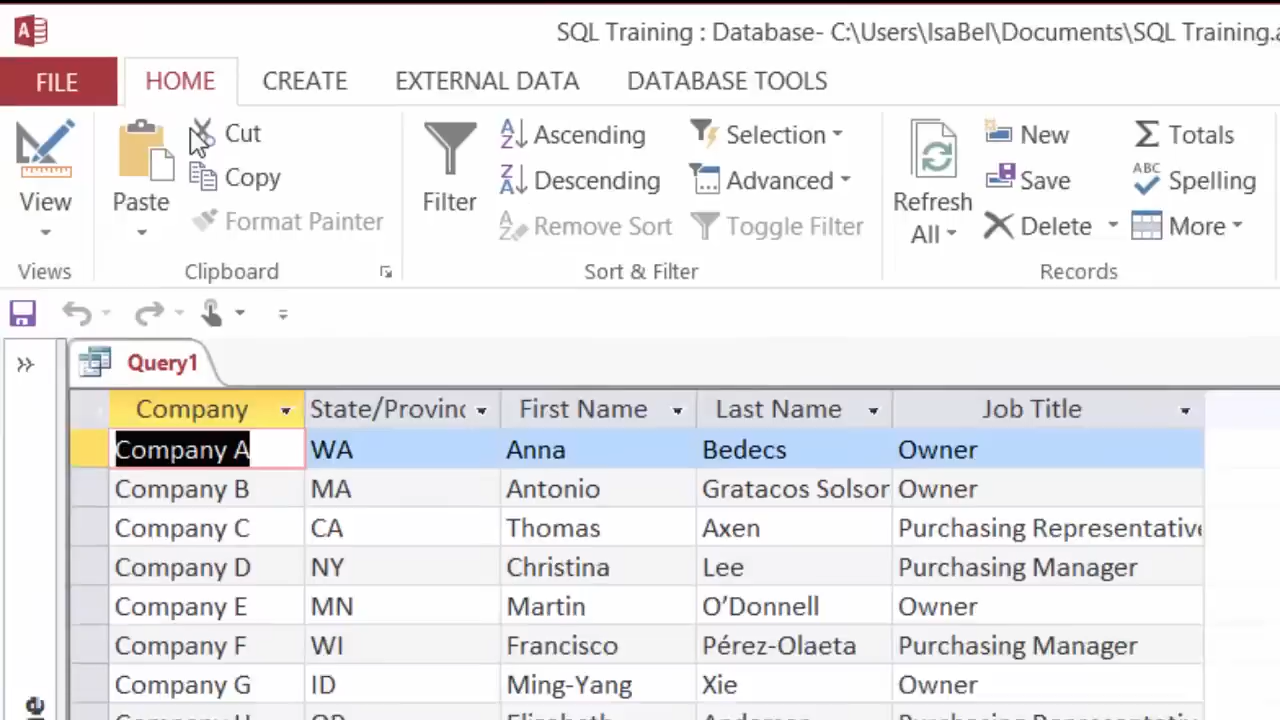 SQL Training : Database- C:\Users\IsaBel\Documents\SQL Training.a
FILE HOME CREATE EXTERNAL DATA DATABASE TOOLS
View
Views
Paste
Cut
Copy
Format Painter
Clipboard
Filter
Ascending
Descending
Remove Sort
Selection
Advanced
Toggle Filter
Sort & Filter
Refresh
All
New
Save
Delete
Totals
Spelling
More
Records
Query1
Company State/Provinc First Name Last Name Job Title
Company A WA Anna Bedecs Owner
Company B MA Antonio Gratacos Solsor Owner
Company C CA Thomas Axen Purchasing Representative
Company D NY Christina Lee Purchasing Manager
Company E MN Martin O’Donnell Owner
Company F WI Francisco Pérez-Olaeta Purchasing Manager
Company G ID Ming-Yang Xie Owner